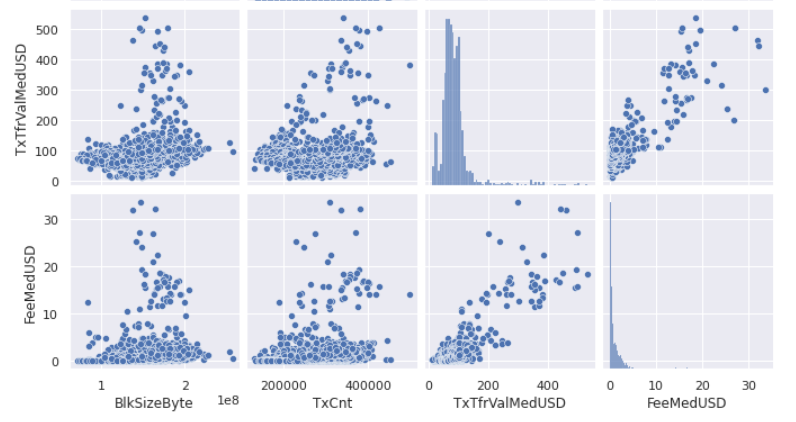 500
400
300
200
100
0
TxTfrValMedUSD
30
20
10
0
FeeMedUSD
1 2 1e8
BlkSizeByte
200000 400000
TxCnt
0 200 400
TxTfrValMedUSD
0 10 20 30
FeeMedUSD